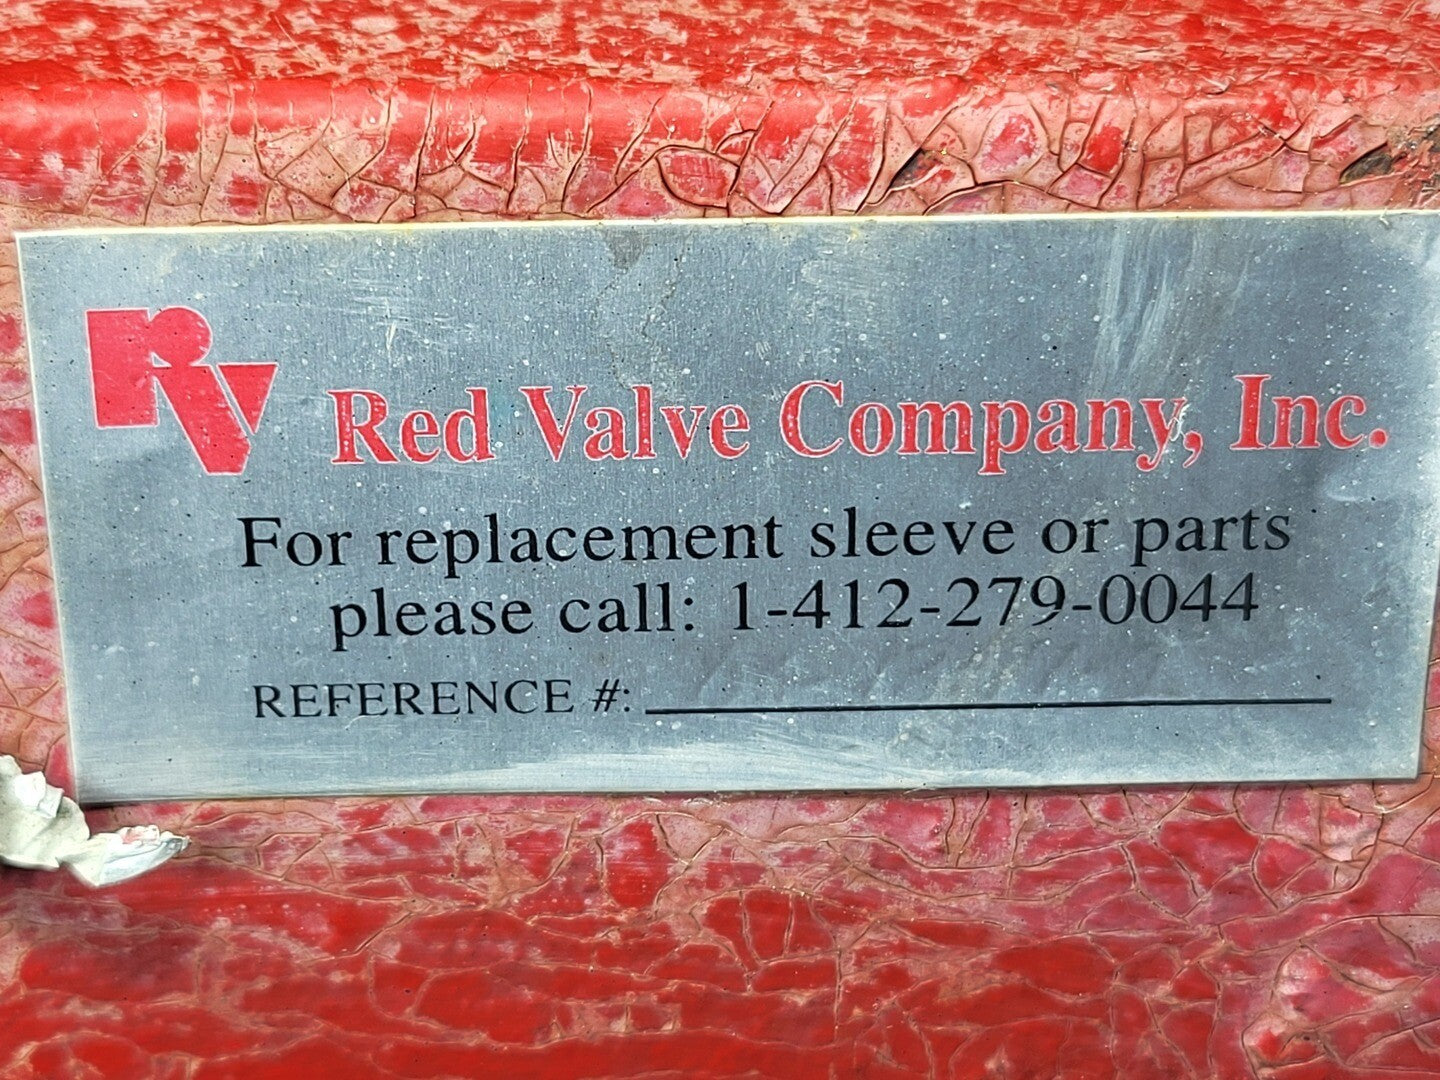 RV Red Valve Company, Inc.
For replacement sleeve or parts
please call: 1-412-279-0044
REFERENCE #: